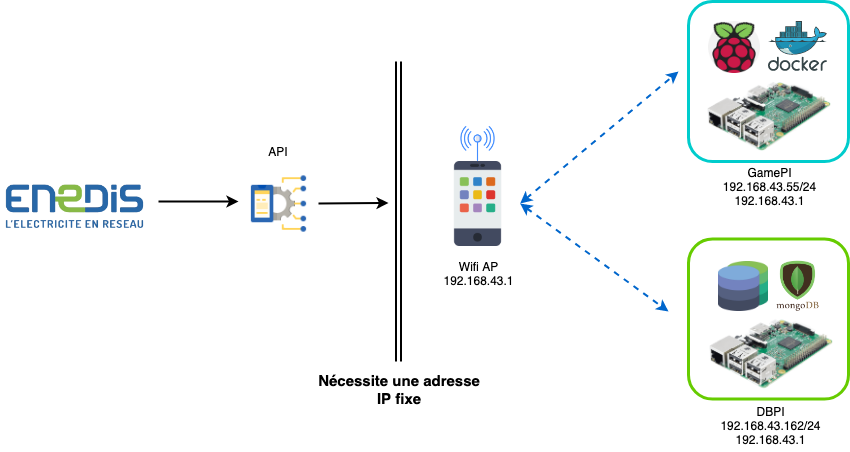 docker
GamePI
192.168.43.55/24
192.168.43.1
API
ENEDIS
L'ELECTRICITE EN RESEAU
Wifi AP
192.168.43.1
mongoDB
Nécessite une adresse
IP fixe
DBPI
192.168.43.162/24
192.168.43.1